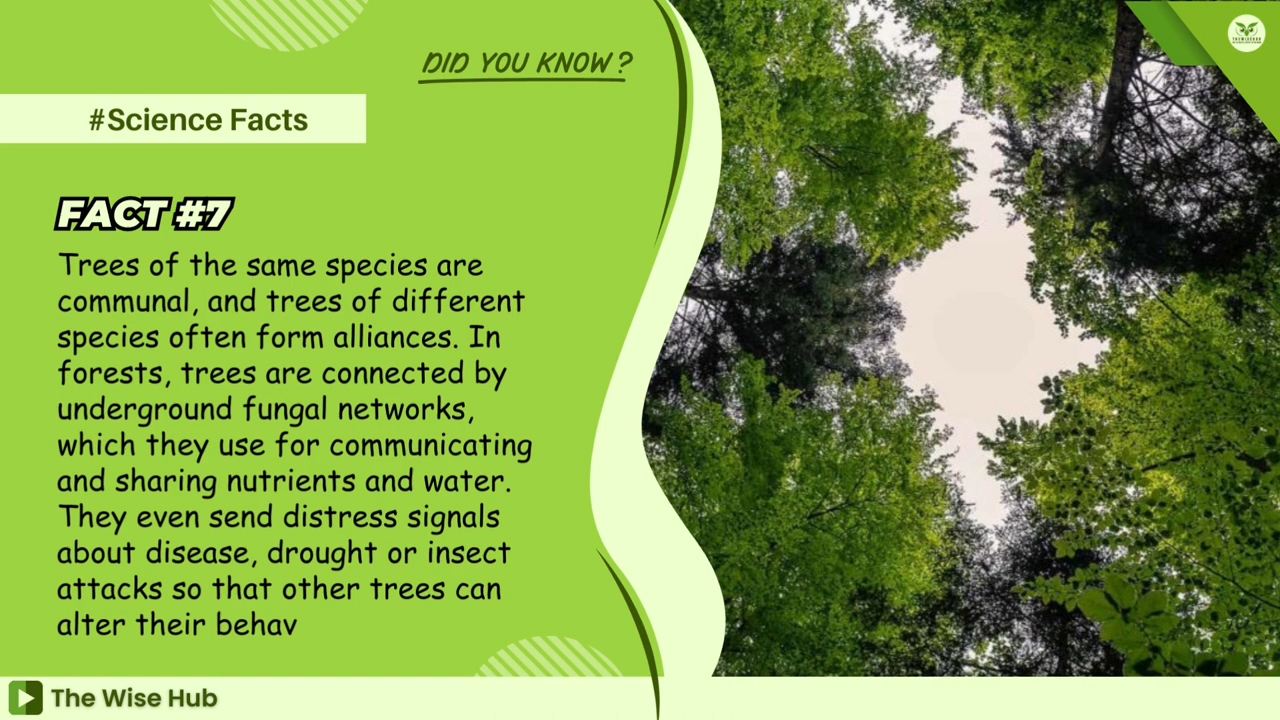 DID YOU KNOW?
#Science Facts
FACT #7
Trees of the same species are
communal, and trees of different
species often form alliances. In
forests, trees are connected by
underground fungal networks,
which they use for communicating
and sharing nutrients and water.
They even send distress signals
about disease, drought or insect
attacks so that other trees can
alter their behav
The Wise Hub